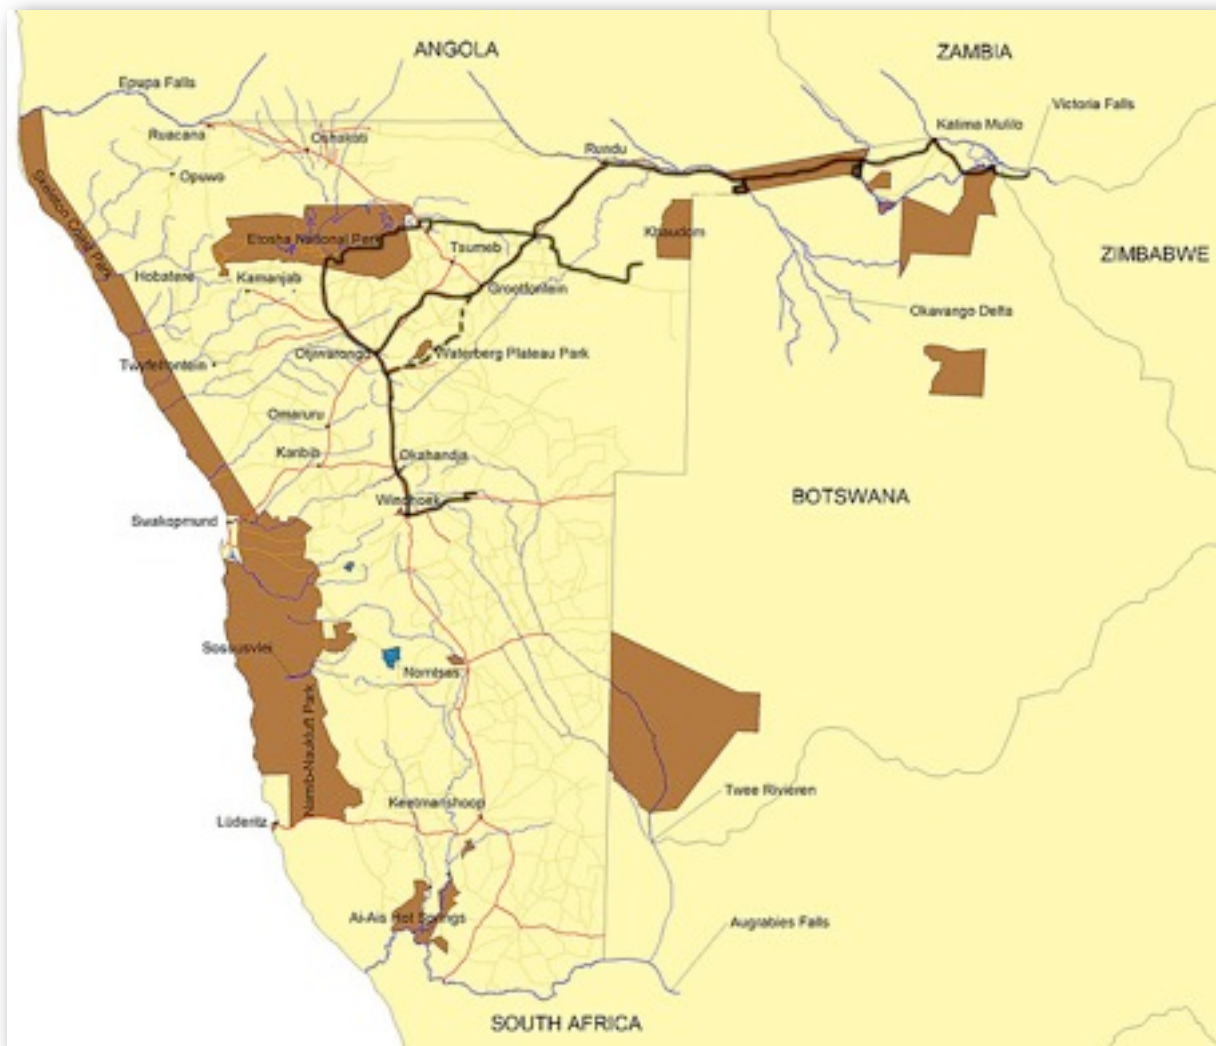 ANGOLA
ZAMBIA
Epupa Falls
Victoria Falls
Ruacana
Oshakati
Katima Mulilo
Rundu
Opuwo
Skeleton Coast Park
Etosha National Park
Khaudom
Tsumeb
ZIMBABWE
Hobatere
Kamanjab
Grootfontein
Okavango Delta
Otjiwarongo
Waterberg Plateau Park
Twyfelfontein
Omaruru
Karibib
Okahandja
Windhoek
BOTSWANA
Swakopmund
Sossusvlei
Namib-Naukluft Park
Twee Rivieren
Keetmanshoop
Lüderitz
Ai-Ais Hot Springs
Augrabies Falls
SOUTH AFRICA